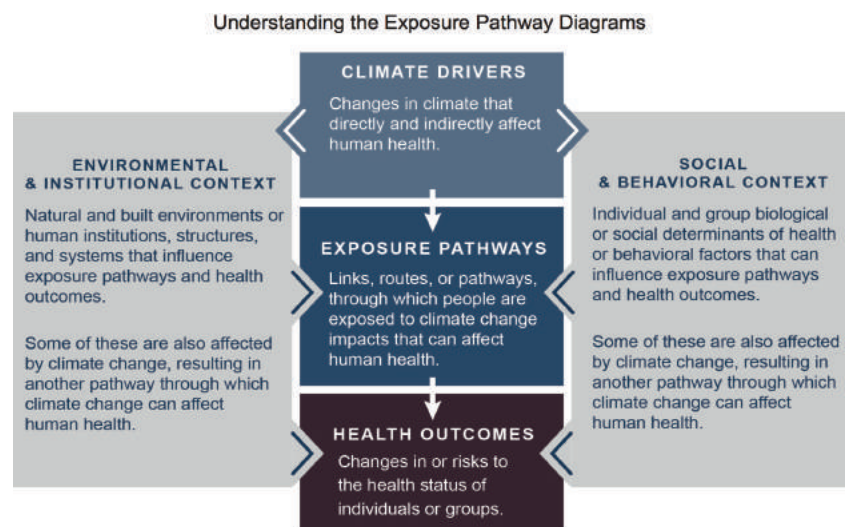 Understanding the Exposure Pathway Diagrams
CLIMATE DRIVERS
Changes in climate that
directly and indirectly affect
human health.
ENVIRONMENTAL
& INSTITUTIONAL CONTEXT
Natural and built environments or
human institutions, structures,
and systems that influence
exposure pathways and health
outcomes.
Some of these are also affected
by climate change, resulting in
another pathway through which
climate change can affect
human health.
EXPOSURE PATHWAYS
Links, routes, or pathways,
through which people are
exposed to climate change
impacts that can affect
human health.
HEALTH OUTCOMES
Changes in or risks to
the health status of
individuals or groups.
SOCIAL
& BEHAVIORAL CONTEXT
Individual and group biological
or social determinants of health
or behavioral factors that can
influence exposure pathways
and health outcomes.
Some of these are also affected
by climate change, resulting in
another pathway through which
climate change can affect
human health.